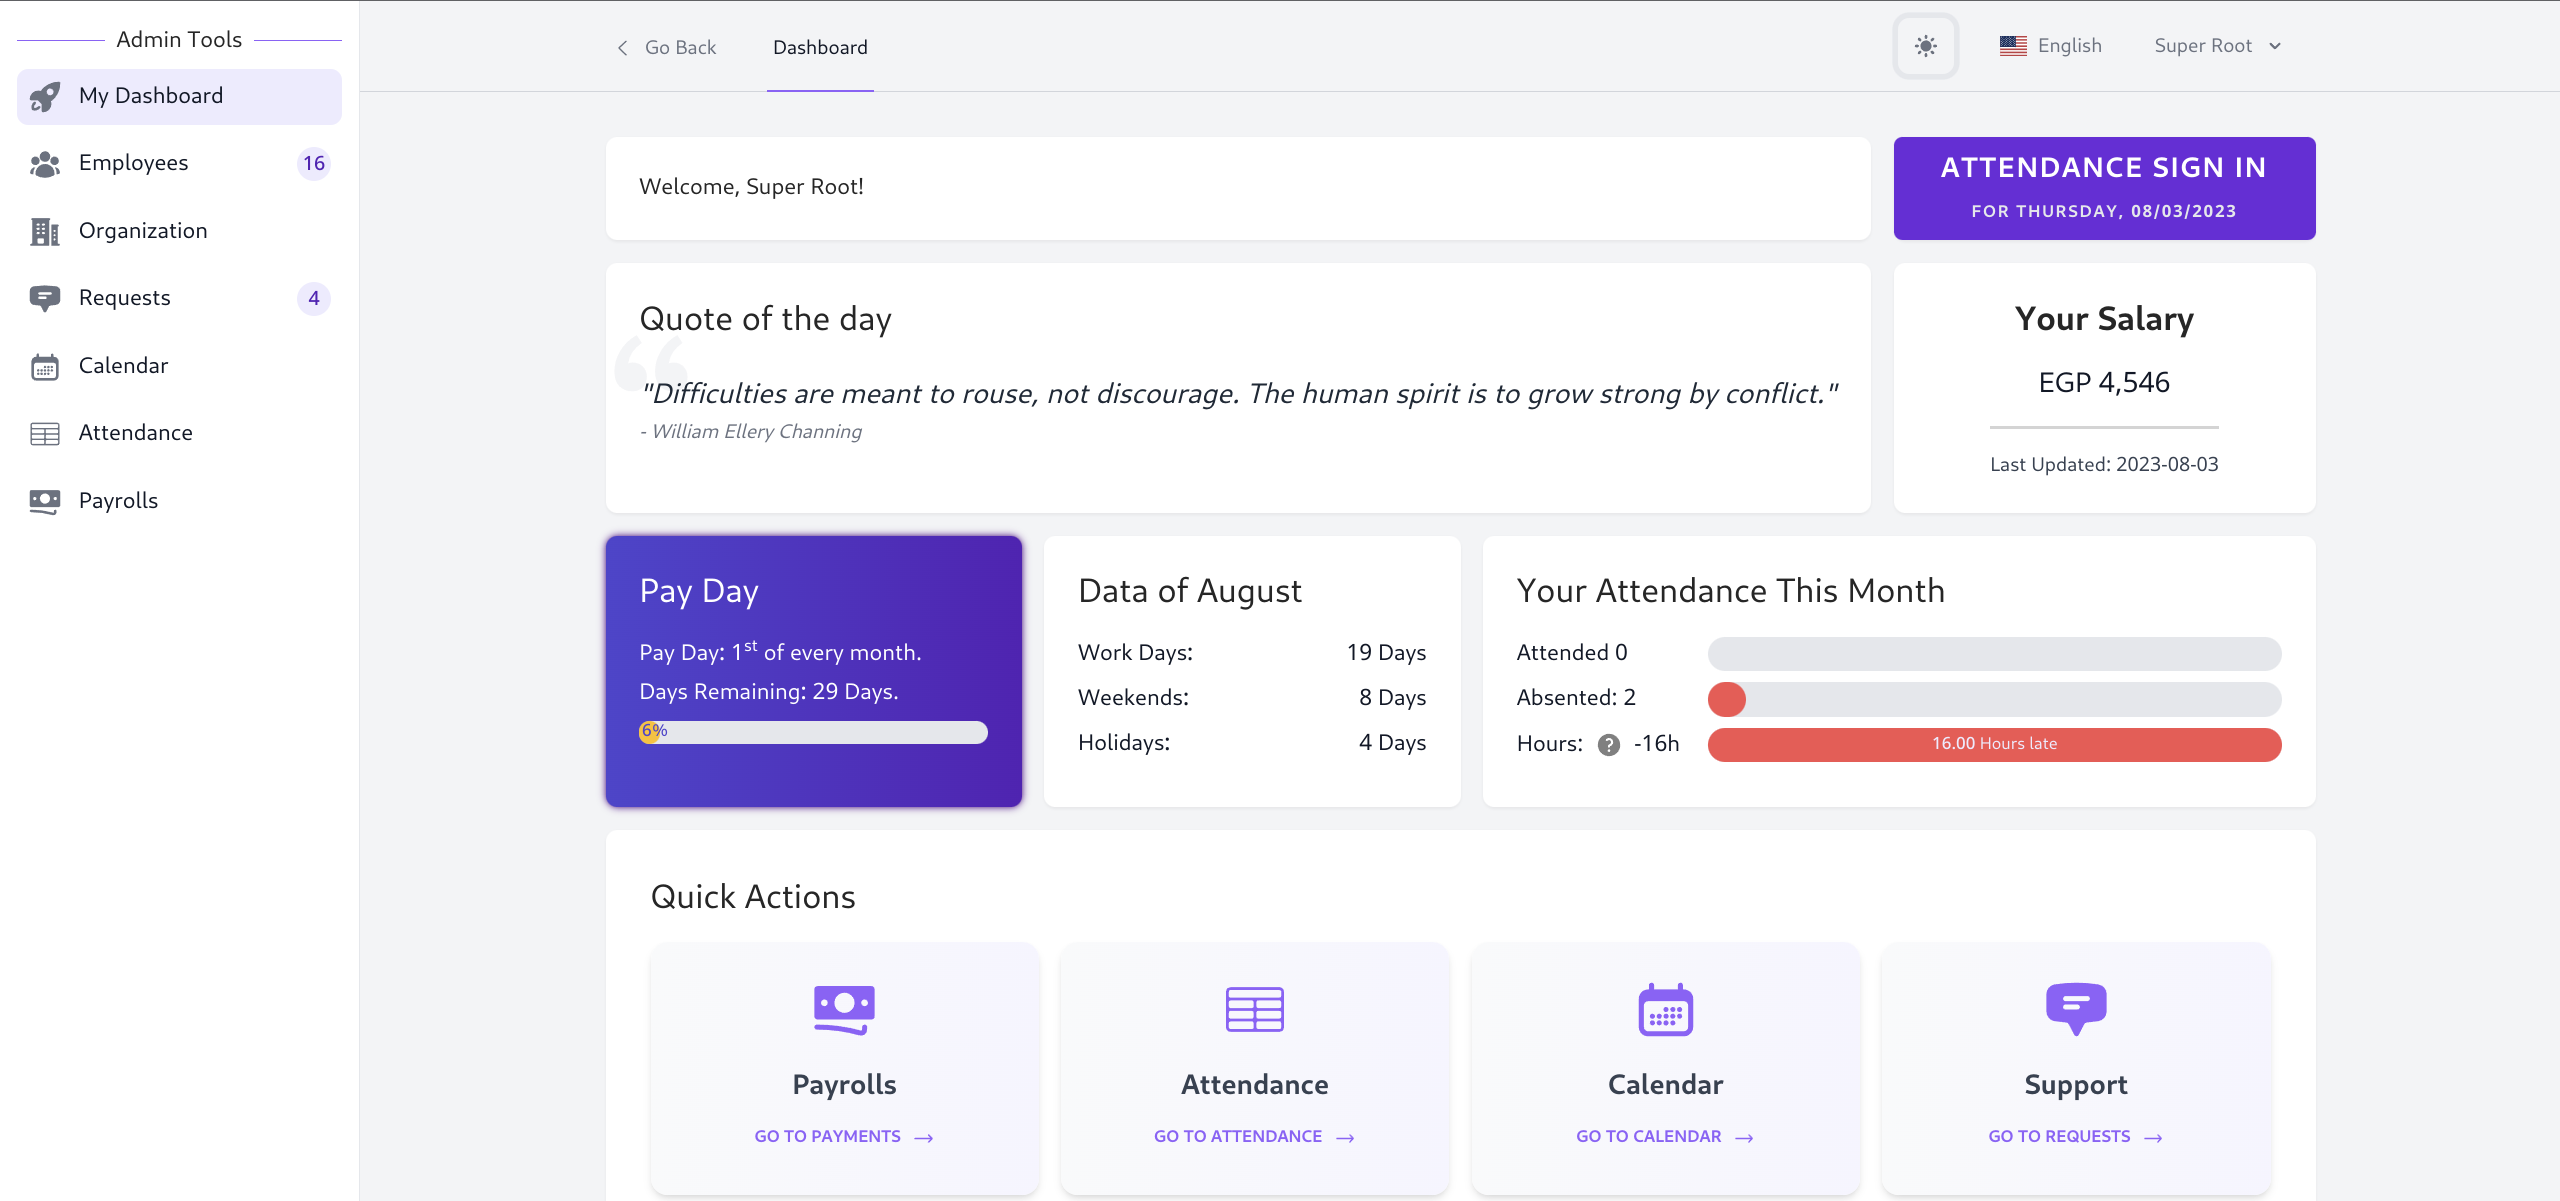 Admin Tools
My Dashboard
Employees 16
Organization
Requests 4
Calendar
Attendance
Payrolls
Go Back Dashboard English Super Root
Welcome, Super Root!
ATTENDANCE SIGN IN
FOR THURSDAY, 08/03/2023
Quote of the day
"Difficulties are meant to rouse, not discourage. The human spirit is to grow strong by conflict."
- William Ellery Channing
Your Salary
EGP 4,546
Last Updated: 2023-08-03
Pay Day
Pay Day: 1st of every month.
Days Remaining: 29 Days.
6%
Data of August
Work Days: 19 Days
Weekends: 8 Days
Holidays: 4 Days
Your Attendance This Month
Attended 0
Absented: 2
Hours: ? -16h 16.00 Hours late
Quick Actions
Payrolls
GO TO PAYMENTS →
Attendance
GO TO ATTENDANCE →
Calendar
GO TO CALENDAR →
Support
GO TO REQUESTS →